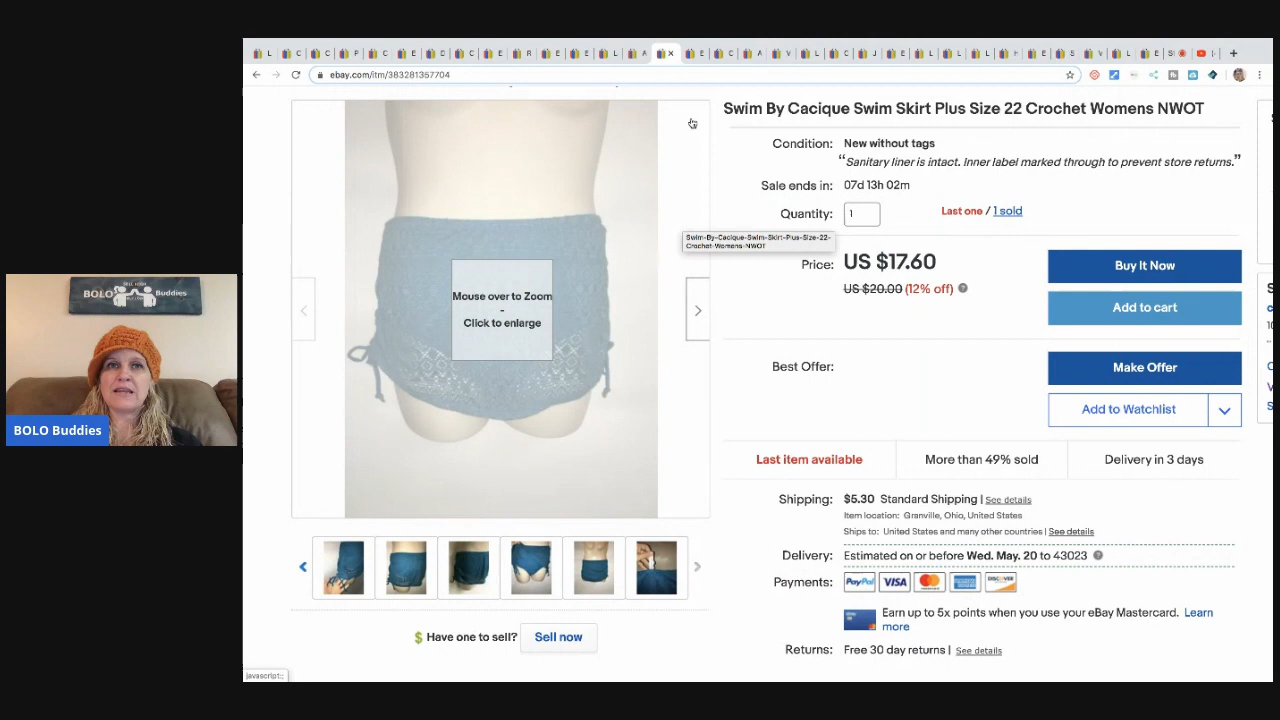 ebay.com/itm/383281357704
Swim By Cacique Swim Skirt Plus Size 22 Crochet Womens NWOT
Condition: New without tags
“Sanitary liner is intact. Inner label marked through to prevent store returns.”
Sale ends in: 07d 13h 02m
Quantity: 1 Last one / 1 sold
Swim-By-Cacique-Swim-Skirt-Plus-Size-22-
Crochet-Womens-NWOT
Price: US $17.60
US $20.00 (12% off)
Buy It Now
Add to cart
Mouse over to Zoom
-
Click to enlarge
Best Offer:
Make Offer
Add to Watchlist
Last item available
More than 49% sold
Delivery in 3 days
Shipping: $5.30 Standard Shipping | See details
Item location: Granville, Ohio, United States
Ships to: United States and many other countries | See details
Delivery: Estimated on or before Wed. May. 20 to 43023
Payments: PayPal VISA DISCOVER
Earn up to 5x points when you use your eBay Mastercard. Learn
more
Returns: Free 30 day returns | See details
$ Have one to sell? Sell now
javascript:;
BOLO Buddies
BOLO Buddies